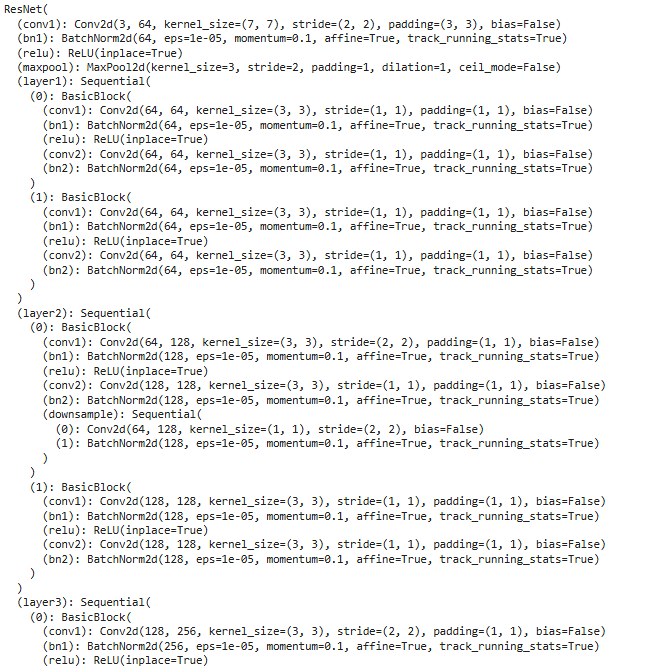 ResNet(
  (conv1): Conv2d(3, 64, kernel_size=(7, 7), stride=(2, 2), padding=(3, 3), bias=False)
  (bn1): BatchNorm2d(64, eps=1e-05, momentum=0.1, affine=True, track_running_stats=True)
  (relu): ReLU(inplace=True)
  (maxpool): MaxPool2d(kernel_size=3, stride=2, padding=1, dilation=1, ceil_mode=False)
  (layer1): Sequential(
    (0): BasicBlock(
      (conv1): Conv2d(64, 64, kernel_size=(3, 3), stride=(1, 1), padding=(1, 1), bias=False)
      (bn1): BatchNorm2d(64, eps=1e-05, momentum=0.1, affine=True, track_running_stats=True)
      (relu): ReLU(inplace=True)
      (conv2): Conv2d(64, 64, kernel_size=(3, 3), stride=(1, 1), padding=(1, 1), bias=False)
      (bn2): BatchNorm2d(64, eps=1e-05, momentum=0.1, affine=True, track_running_stats=True)
    )
    (1): BasicBlock(
      (conv1): Conv2d(64, 64, kernel_size=(3, 3), stride=(1, 1), padding=(1, 1), bias=False)
      (bn1): BatchNorm2d(64, eps=1e-05, momentum=0.1, affine=True, track_running_stats=True)
      (relu): ReLU(inplace=True)
      (conv2): Conv2d(64, 64, kernel_size=(3, 3), stride=(1, 1), padding=(1, 1), bias=False)
      (bn2): BatchNorm2d(64, eps=1e-05, momentum=0.1, affine=True, track_running_stats=True)
    )
  )
  (layer2): Sequential(
    (0): BasicBlock(
      (conv1): Conv2d(64, 128, kernel_size=(3, 3), stride=(2, 2), padding=(1, 1), bias=False)
      (bn1): BatchNorm2d(128, eps=1e-05, momentum=0.1, affine=True, track_running_stats=True)
      (relu): ReLU(inplace=True)
      (conv2): Conv2d(128, 128, kernel_size=(3, 3), stride=(1, 1), padding=(1, 1), bias=False)
      (bn2): BatchNorm2d(128, eps=1e-05, momentum=0.1, affine=True, track_running_stats=True)
      (downsample): Sequential(
        (0): Conv2d(64, 128, kernel_size=(1, 1), stride=(2, 2), bias=False)
        (1): BatchNorm2d(128, eps=1e-05, momentum=0.1, affine=True, track_running_stats=True)
      )
    )
    (1): BasicBlock(
      (conv1): Conv2d(128, 128, kernel_size=(3, 3), stride=(1, 1), padding=(1, 1), bias=False)
      (bn1): BatchNorm2d(128, eps=1e-05, momentum=0.1, affine=True, track_running_stats=True)
      (relu): ReLU(inplace=True)
      (conv2): Conv2d(128, 128, kernel_size=(3, 3), stride=(1, 1), padding=(1, 1), bias=False)
      (bn2): BatchNorm2d(128, eps=1e-05, momentum=0.1, affine=True, track_running_stats=True)
    )
  )
  (layer3): Sequential(
    (0): BasicBlock(
      (conv1): Conv2d(128, 256, kernel_size=(3, 3), stride=(2, 2), padding=(1, 1), bias=False)
      (bn1): BatchNorm2d(256, eps=1e-05, momentum=0.1, affine=True, track_running_stats=True)
      (relu): ReLU(inplace=True)